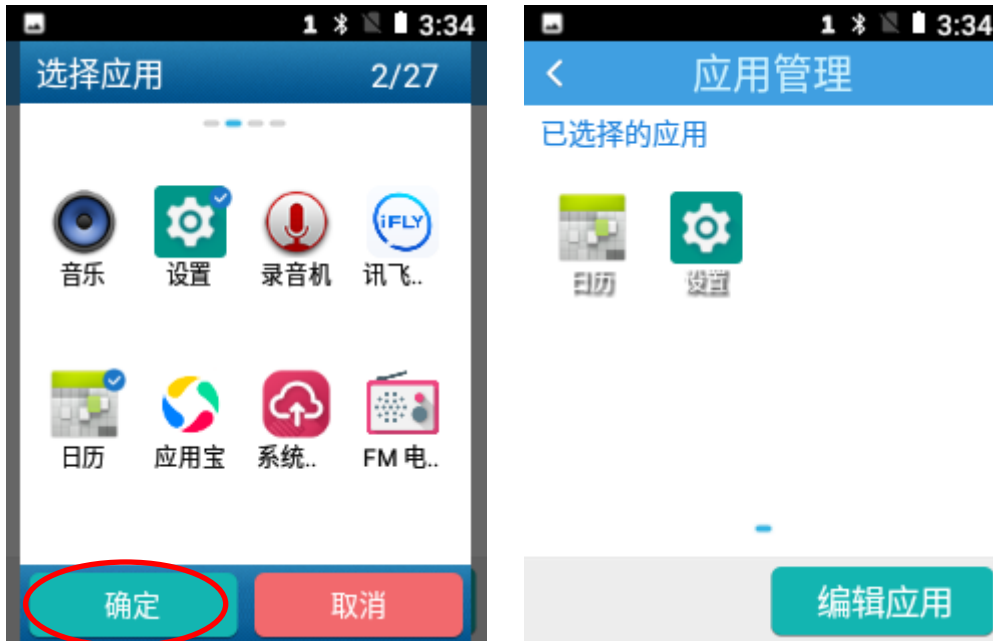 1 3:34
选择应用 2/27
音乐 设置 录音机 讯飞..
iFLY
日历 应用宝 系统.. FM 电..
确定 取消
1 3:34
应用管理
已选择的应用
日历 设置
编辑应用